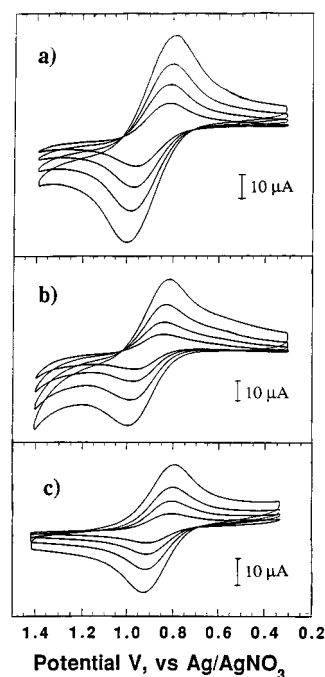 a)
10 μA
b)
10 μA
c)
10 μA
1.4 1.2 1.0 0.8 0.6 0.4 0.2
Potential V, vs Ag/AgNO3